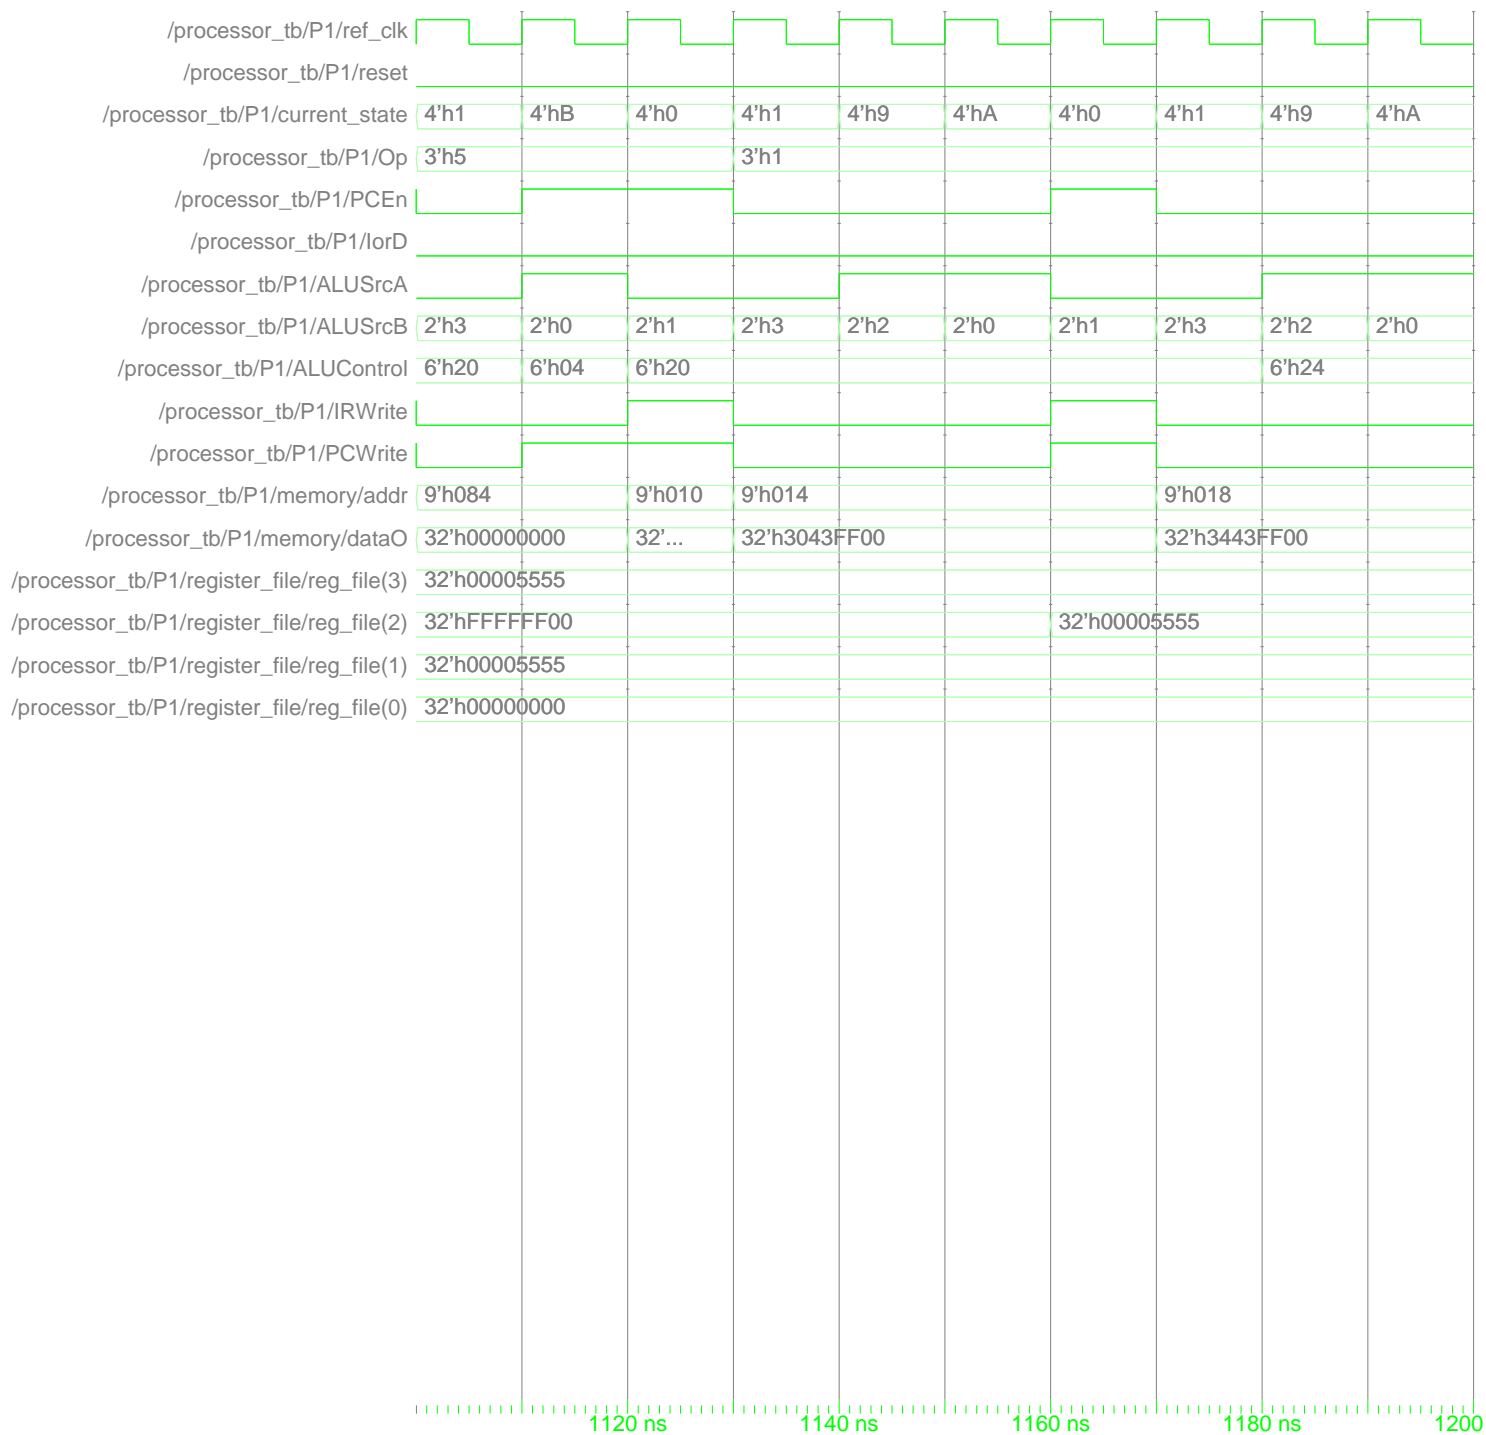 /processor_tb/P1/ref_clk
/processor_tb/P1/reset
/processor_tb/P1/current_state 4'h1 4'hB 4'h0 4'h1 4'h9 4'hA 4'h0 4'h1 4'h9 4'hA
/processor_tb/P1/Op 3'h5 3'h1
/processor_tb/P1/PCEn
/processor_tb/P1/IorD
/processor_tb/P1/ALUSrcA
/processor_tb/P1/ALUSrcB 2'h3 2'h0 2'h1 2'h3 2'h2 2'h0 2'h1 2'h3 2'h2 2'h0
/processor_tb/P1/ALUControl 6'h20 6'h04 6'h20 6'h24
/processor_tb/P1/IRWrite
/processor_tb/P1/PCWrite
/processor_tb/P1/memory/addr 9'h084 9'h010 9'h014 9'h018
/processor_tb/P1/memory/dataO 32'h00000000 32'... 32'h3043FF00 32'h3443FF00
/processor_tb/P1/register_file/reg_file(3) 32'h00005555
/processor_tb/P1/register_file/reg_file(2) 32'hFFFFFF00 32'h00005555
/processor_tb/P1/register_file/reg_file(1) 32'h00005555
/processor_tb/P1/register_file/reg_file(0) 32'h00000000
1120 ns 1140 ns 1160 ns 1180 ns 1200